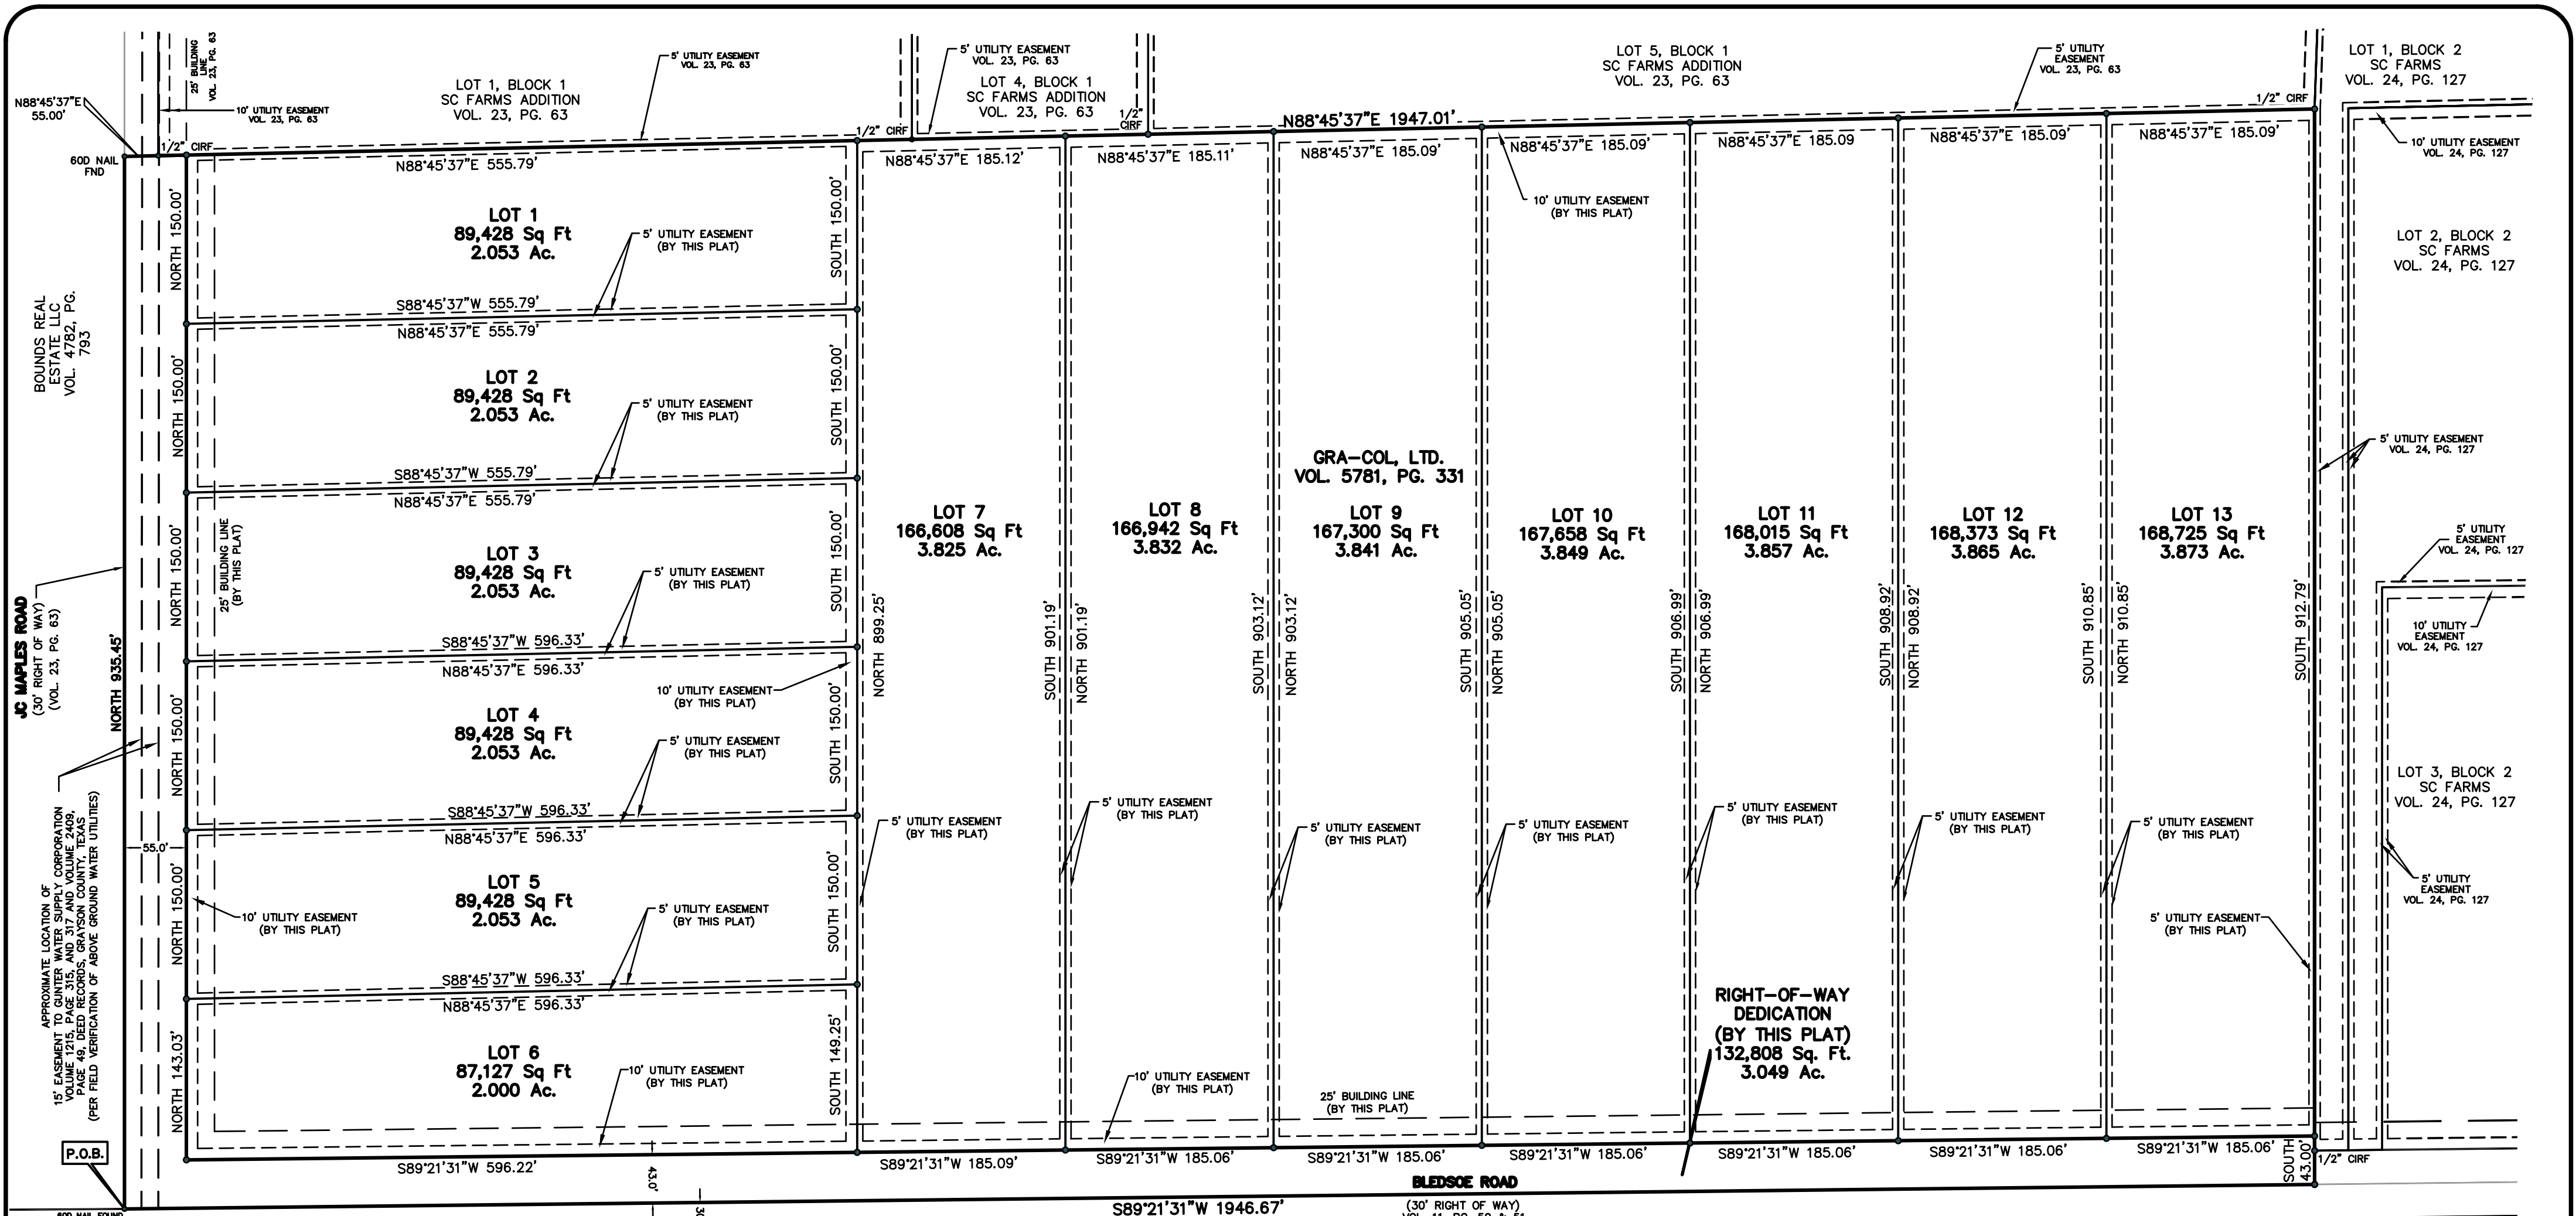 25' BUILDING
LINE
VOL. 23, PG. 63
5' UTILITY EASEMENT
VOL. 23, PG. 63
5' UTILITY EASEMENT
VOL. 23, PG. 63
LOT 5, BLOCK 1
SC FARMS ADDITION
VOL. 23, PG. 63
5' UTILITY
EASEMENT
VOL. 23, PG. 63
LOT 1, BLOCK 2
SC FARMS
VOL. 24, PG. 127
LOT 1, BLOCK 1
SC FARMS ADDITION
VOL. 23, PG. 63
LOT 4, BLOCK 1
SC FARMS ADDITION
VOL. 23, PG. 63
N88°45'37"E
55.00'
10' UTILITY EASEMENT
VOL. 23, PG. 63
1/2" CIRF
1/2"
CIRF
N88°45'37"E 1947.01'
1/2" CIRF
60D NAIL
FND
1/2" CIRF
N88°45'37"E 555.79'
N88°45'37"E 185.12'
N88°45'37"E 185.11'
N88°45'37"E 185.09'
N88°45'37"E 185.09'
N88°45'37"E 185.09
N88°45'37"E 185.09'
N88°45'37"E 185.09'
10' UTILITY EASEMENT
VOL. 24, PG. 127
10' UTILITY EASEMENT
(BY THIS PLAT)
NORTH 150.00'
LOT 1
89,428 Sq Ft
2.053 Ac.
5' UTILITY EASEMENT
(BY THIS PLAT)
SOUTH 150.00'
LOT 2, BLOCK 2
SC FARMS
VOL. 24, PG. 127
S88°45'37"W 555.79'
N88°45'37"E 555.79'
BOUNDS REAL
ESTATE LLC
VOL. 4782, PG.
793
NORTH 150.00'
LOT 2
89,428 Sq Ft
2.053 Ac.
5' UTILITY EASEMENT
(BY THIS PLAT)
SOUTH 150.00'
S88°45'37"W 555.79'
N88°45'37"E 555.79'
GRA-COL, LTD.
VOL. 5781, PG. 331
5' UTILITY EASEMENT
VOL. 24, PG. 127
NORTH 150.00'
25' BUILDING LINE
(BY THIS PLAT)
LOT 3
89,428 Sq Ft
2.053 Ac.
5' UTILITY EASEMENT
(BY THIS PLAT)
SOUTH 150.00'
LOT 7
166,608 Sq Ft
3.825 Ac.
LOT 8
166,942 Sq Ft
3.832 Ac.
LOT 9
167,300 Sq Ft
3.841 Ac.
LOT 10
167,658 Sq Ft
3.849 Ac.
LOT 11
168,015 Sq Ft
3.857 Ac.
LOT 12
168,373 Sq Ft
3.865 Ac.
LOT 13
168,725 Sq Ft
3.873 Ac.
5' UTILITY
EASEMENT
VOL. 24, PG. 127
JC MAPLES ROAD
(30' RIGHT OF WAY)
(VOL. 23, PG. 63)
NORTH 935.45'
S88°45'37"W 596.33'
N88°45'37"E 596.33'
NORTH 899.25'
SOUTH 901.19'
NORTH 901.19'
SOUTH 903.12'
NORTH 903.12'
SOUTH 905.05'
NORTH 905.05'
SOUTH 906.99'
NORTH 906.99'
SOUTH 908.92'
NORTH 908.92'
SOUTH 910.85'
NORTH 910.85'
SOUTH 912.79'
10' UTILITY
EASEMENT
VOL. 24, PG. 127
10' UTILITY EASEMENT
(BY THIS PLAT)
NORTH 150.00'
LOT 4
89,428 Sq Ft
2.053 Ac.
5' UTILITY EASEMENT
(BY THIS PLAT)
SOUTH 150.00'
LOT 3, BLOCK 2
SC FARMS
VOL. 24, PG. 127
S88°45'37"W 596.33'
N88°45'37"E 596.33'
5' UTILITY EASEMENT
(BY THIS PLAT)
5' UTILITY EASEMENT
(BY THIS PLAT)
5' UTILITY EASEMENT
(BY THIS PLAT)
5' UTILITY EASEMENT
(BY THIS PLAT)
5' UTILITY EASEMENT
(BY THIS PLAT)
5' UTILITY EASEMENT
(BY THIS PLAT)
5' UTILITY EASEMENT
(BY THIS PLAT)
55.0'
APPROXIMATE LOCATION OF
15' EASEMENT TO GUNTER WATER SUPPLY CORPORATION
VOLUME 1215, PAGE 315, AND 317 AND VOLUME 2409,
PAGE 49, DEED RECORDS, GRAYSON COUNTY, TEXAS
(PER FIELD VERIFICATION OF ABOVE GROUND WATER UTILITIES)
NORTH 150.00'
LOT 5
89,428 Sq Ft
2.053 Ac.
10' UTILITY EASEMENT
(BY THIS PLAT)
5' UTILITY EASEMENT
(BY THIS PLAT)
SOUTH 150.00'
5' UTILITY EASEMENT
(BY THIS PLAT)
5' UTILITY
EASEMENT
VOL. 24, PG. 127
S88°45'37"W 596.33'
N88°45'37"E 596.33'
RIGHT-OF-WAY
DEDICATION
(BY THIS PLAT)
132,808 Sq. Ft.
3.049 Ac.
NORTH 143.03'
LOT 6
87,127 Sq Ft
2.000 Ac.
10' UTILITY EASEMENT
(BY THIS PLAT)
SOUTH 149.25'
10' UTILITY EASEMENT
(BY THIS PLAT)
25' BUILDING LINE
(BY THIS PLAT)
P.O.B.
S89°21'31"W 596.22'
S89°21'31"W 185.09'
S89°21'31"W 185.06'
S89°21'31"W 185.06'
S89°21'31"W 185.06'
S89°21'31"W 185.06'
S89°21'31"W 185.06'
S89°21'31"W 185.06'
SOUTH
43.00'
1/2" CIRF
43.0'
BLEDSOE ROAD
S89°21'31"W 1946.67'
(30' RIGHT OF WAY)
60D NAIL FOUND